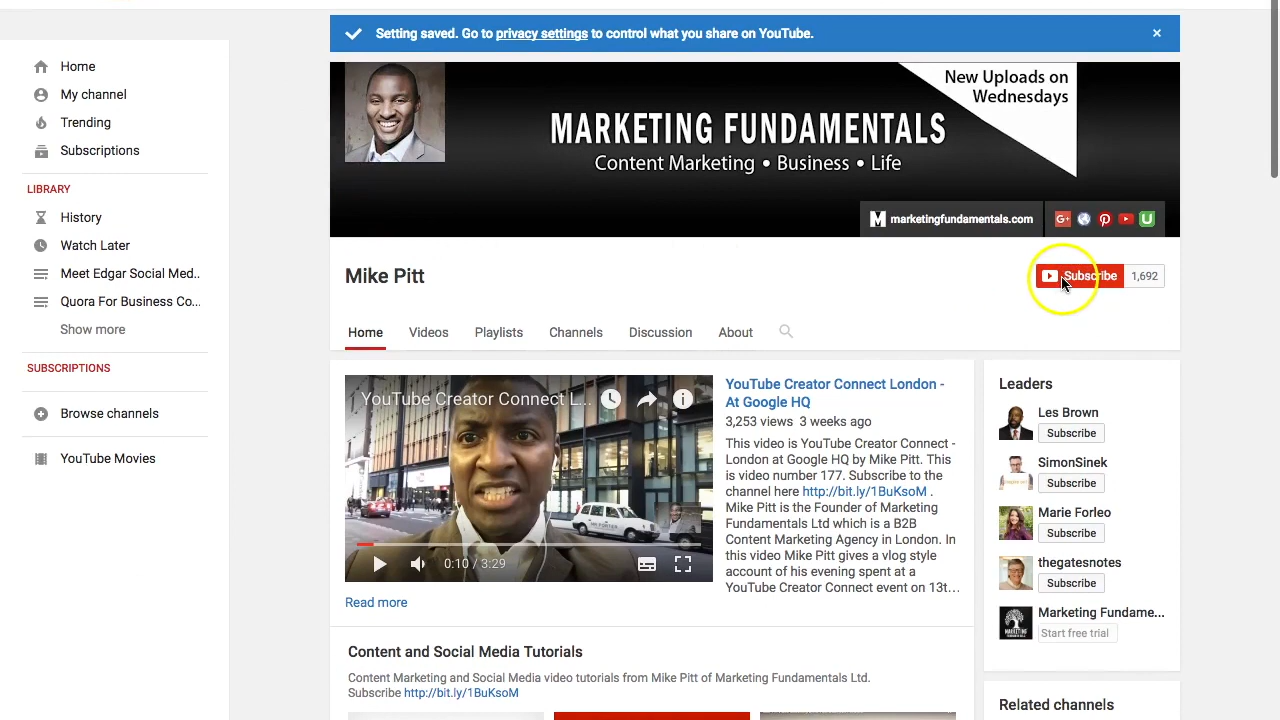 Setting saved. Go to privacy settings to control what you share on YouTube.
×
Home
My channel
Trending
Subscriptions
LIBRARY
History
Watch Later
Meet Edgar Social Med..
Quora For Business Co...
Show more
SUBSCRIPTIONS
Browse channels
YouTube Movies
New Uploads on
Wednesdays
MARKETING FUNDAMENTALS
Content Marketing • Business • Life
M marketingfundamentals.com
G+
U
Mike Pitt
Subscribe 1,692
Home Videos Playlists Channels Discussion About
YouTube Creator Connect L...
0:10 / 3:29
Read more
YouTube Creator Connect London -
At Google HQ
3,253 views 3 weeks ago
This video is YouTube Creator Connect -
London at Google HQ by Mike Pitt. This
is video number 177. Subscribe to the
channel here http://bit.ly/1BuKsoM .
Mike Pitt is the Founder of Marketing
Fundamentals Ltd which is a B2B
Content Marketing Agency in London. In
this video Mike Pitt gives a vlog style
account of his evening spent at a
YouTube Creator Connect event on 13t...
Content and Social Media Tutorials
Content Marketing and Social Media video tutorials from Mike Pitt of Marketing Fundamentals Ltd.
Subscribe http://bit.ly/1BuKsoM
Leaders
Les Brown
Subscribe
SimonSinek
Subscribe
Marie Forleo
Subscribe
thegatesnotes
Subscribe
Marketing Fundame...
Start free trial
Related channels